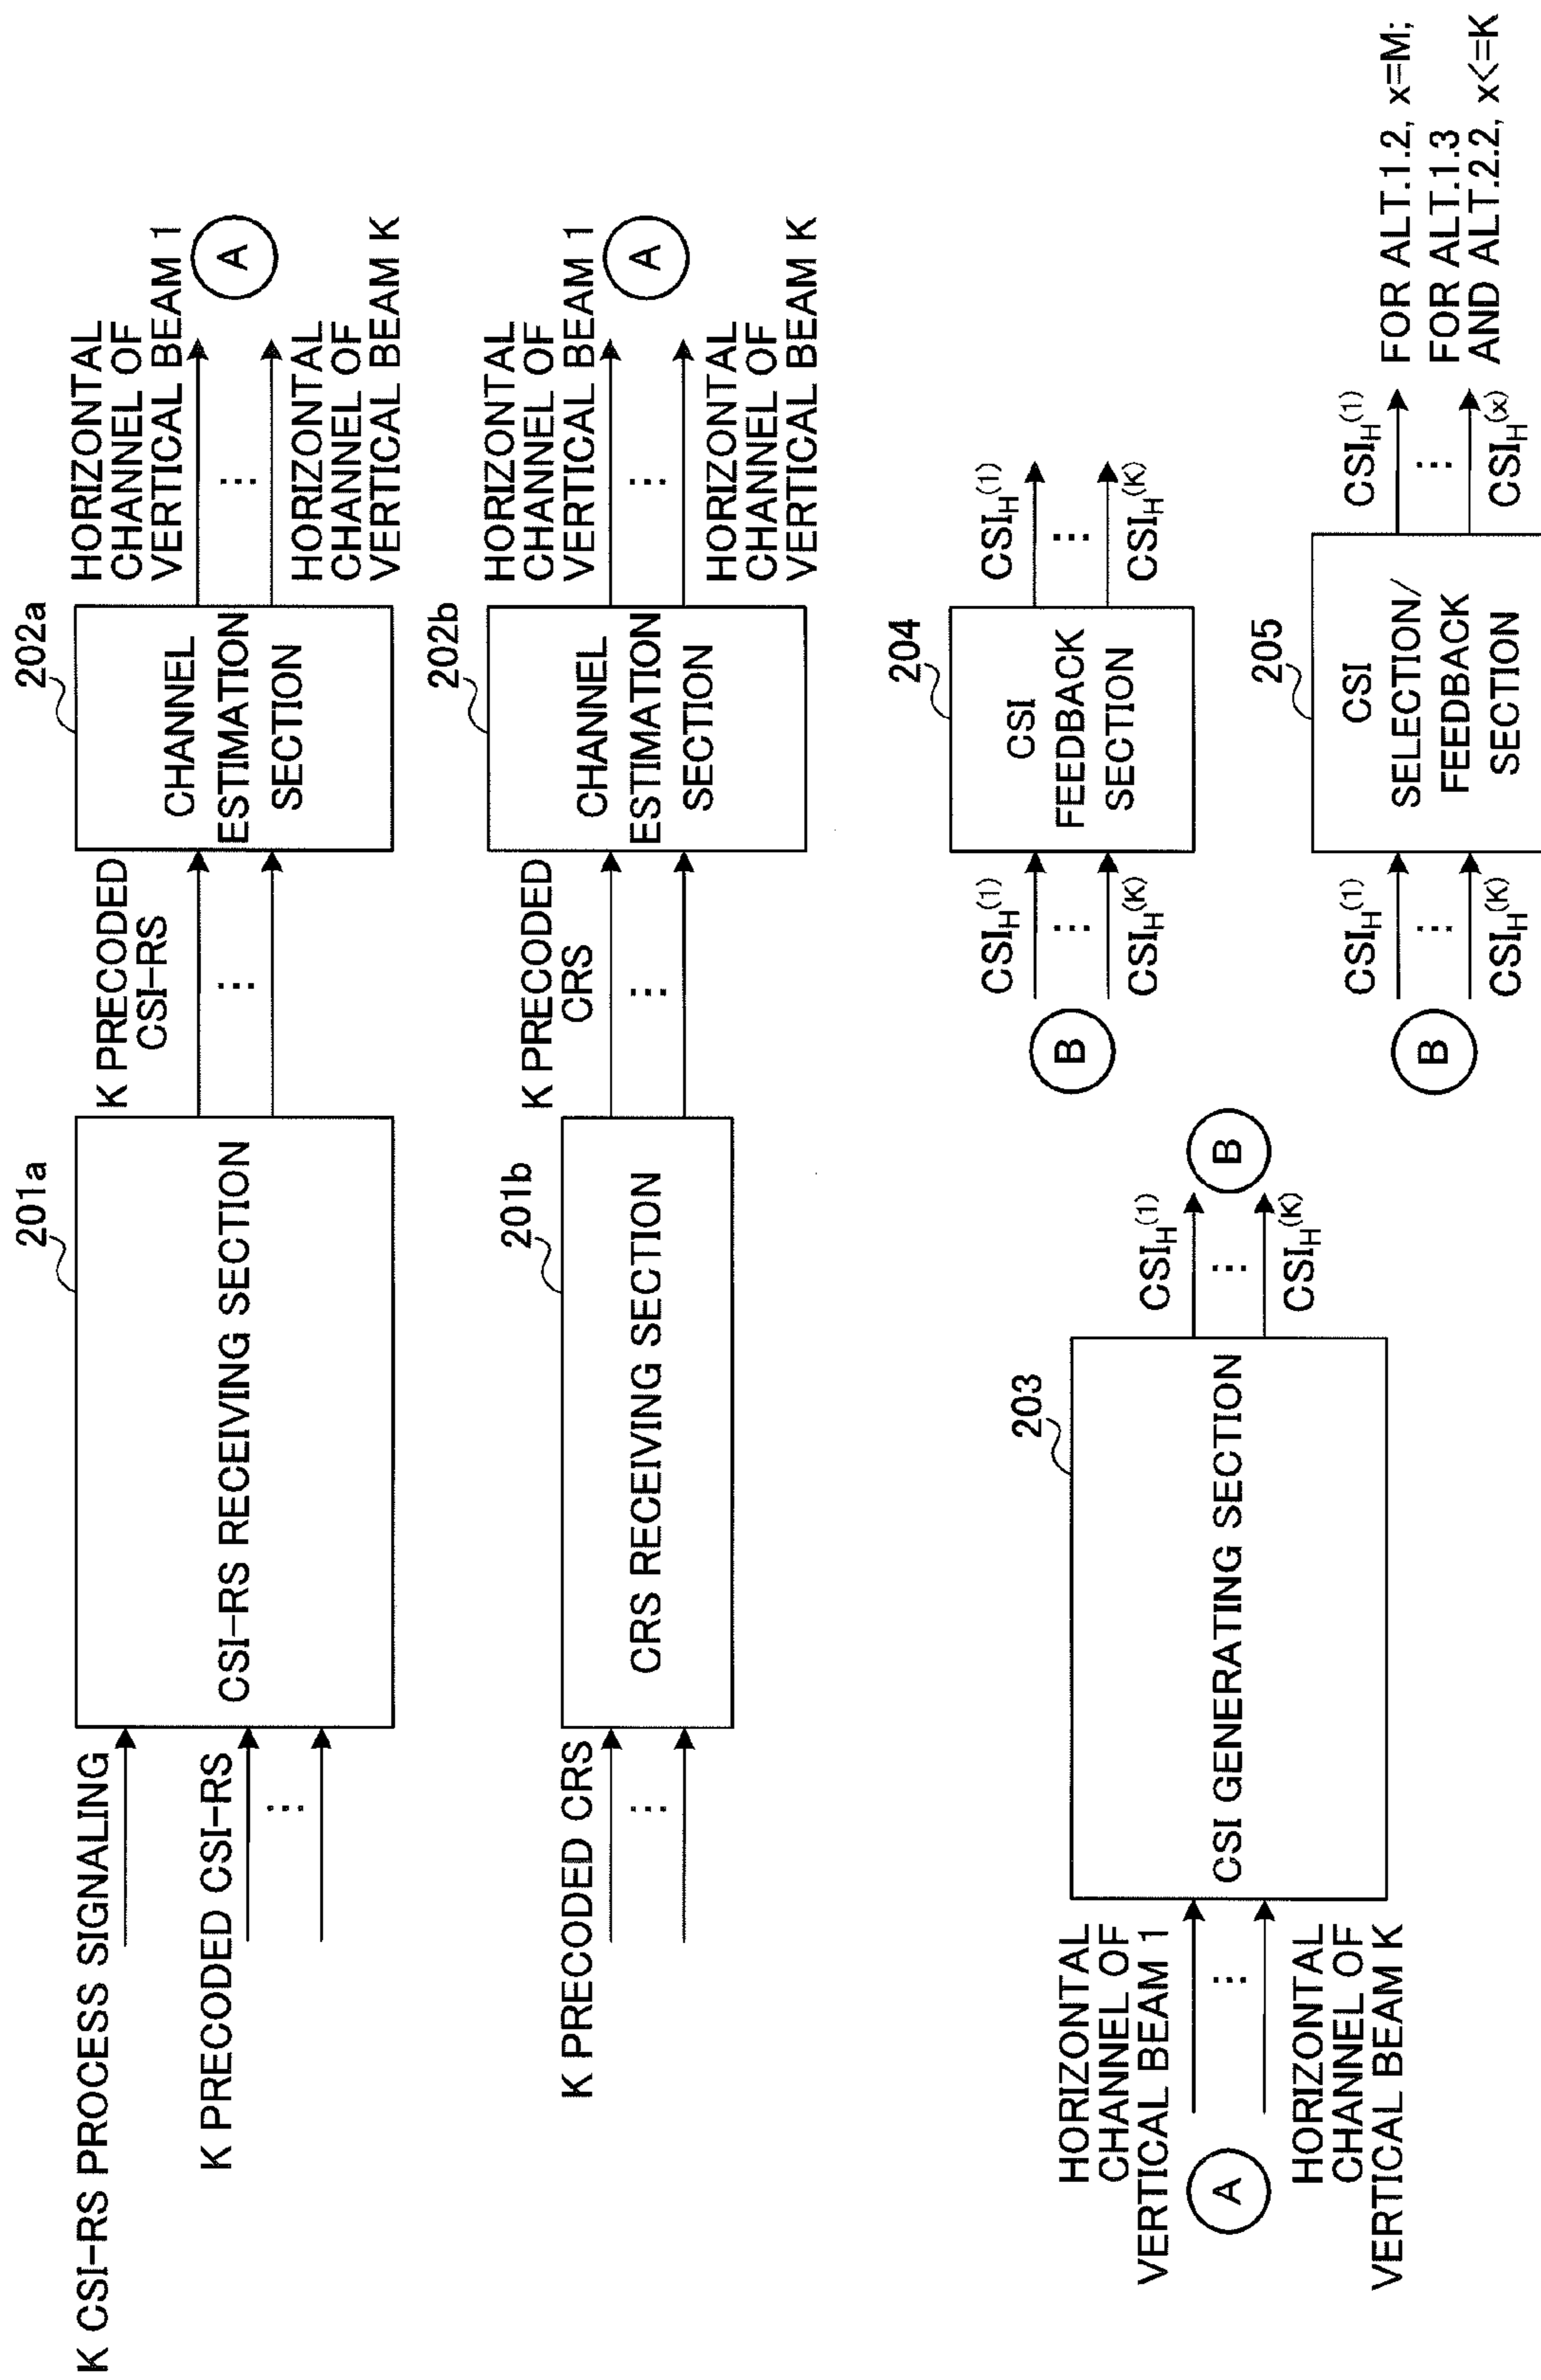 K CSI-RS PROCESS SIGNALING
K PRECODED CSI-RS
⋮
201a
CSI-RS RECEIVING SECTION
K PRECODED
CSI-RS
⋮
202a
CHANNEL
ESTIMATION
SECTION
HORIZONTAL
CHANNEL OF
VERTICAL BEAM 1
⋮
A
HORIZONTAL
CHANNEL OF
VERTICAL BEAM K
K PRECODED CRS
⋮
201b
CRS RECEIVING SECTION
K PRECODED
CRS
⋮
202b
CHANNEL
ESTIMATION
SECTION
HORIZONTAL
CHANNEL OF
VERTICAL BEAM 1
⋮
A
HORIZONTAL
CHANNEL OF
VERTICAL BEAM K
HORIZONTAL
CHANNEL OF
VERTICAL BEAM 1
A
⋮
HORIZONTAL
CHANNEL OF
VERTICAL BEAM K
203
CSI GENERATING SECTION
CSI_H^(1)
⋮
B
CSI_H^(K)
B
CSI_H^(1)
⋮
CSI_H^(K)
204
CSI
FEEDBACK
SECTION
CSI_H^(1)
⋮
CSI_H^(K)
B
CSI_H^(1)
⋮
CSI_H^(K)
205
CSI
SELECTION/
FEEDBACK
SECTION
CSI_H^(1)
⋮
CSI_H^(x)
FOR ALT.1.2, x=M;
FOR ALT.1.3
AND ALT.2.2, x<=K